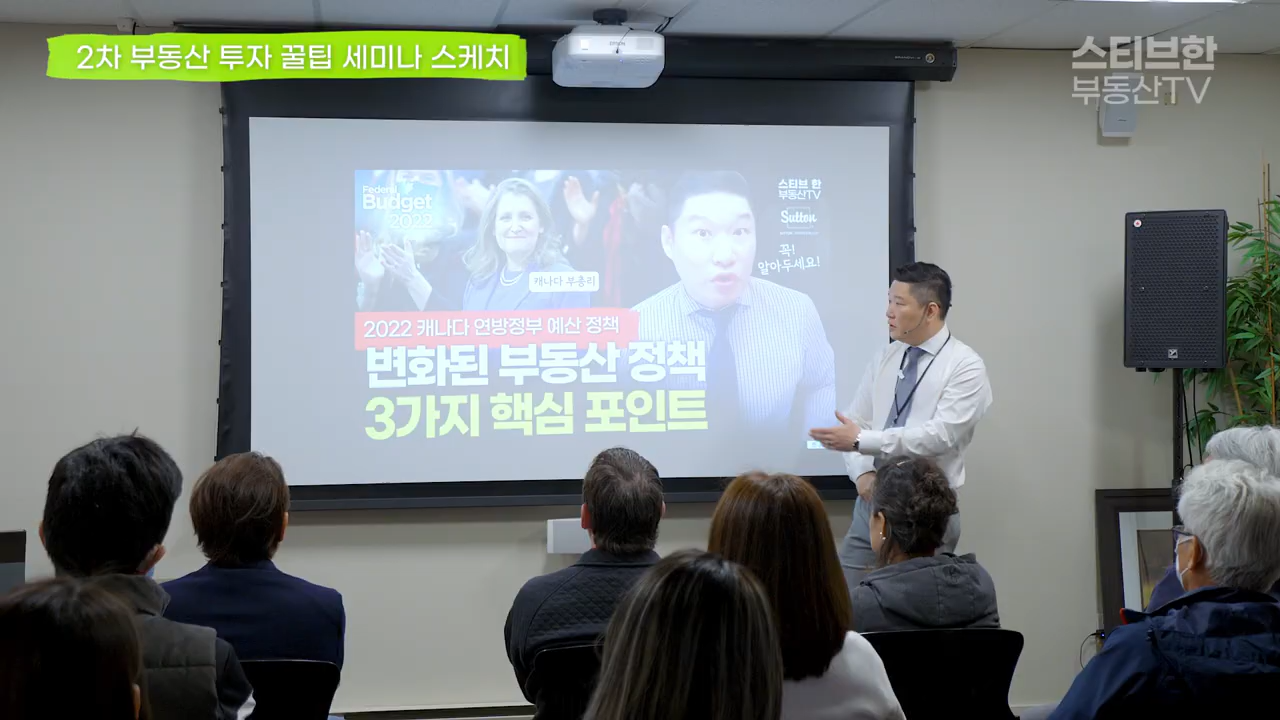 2차 부동산 투자 꿀팁 세미나 스케치
스티브한
부동산TV
EPSON
Federal
Budget
2022
스티브 한
부동산TV
Sutton
꼭!
알아두세요!
캐나다 부총리
2022 캐나다 연방정부 예산 정책
변화된 부동산 정책
3가지 핵심 포인트